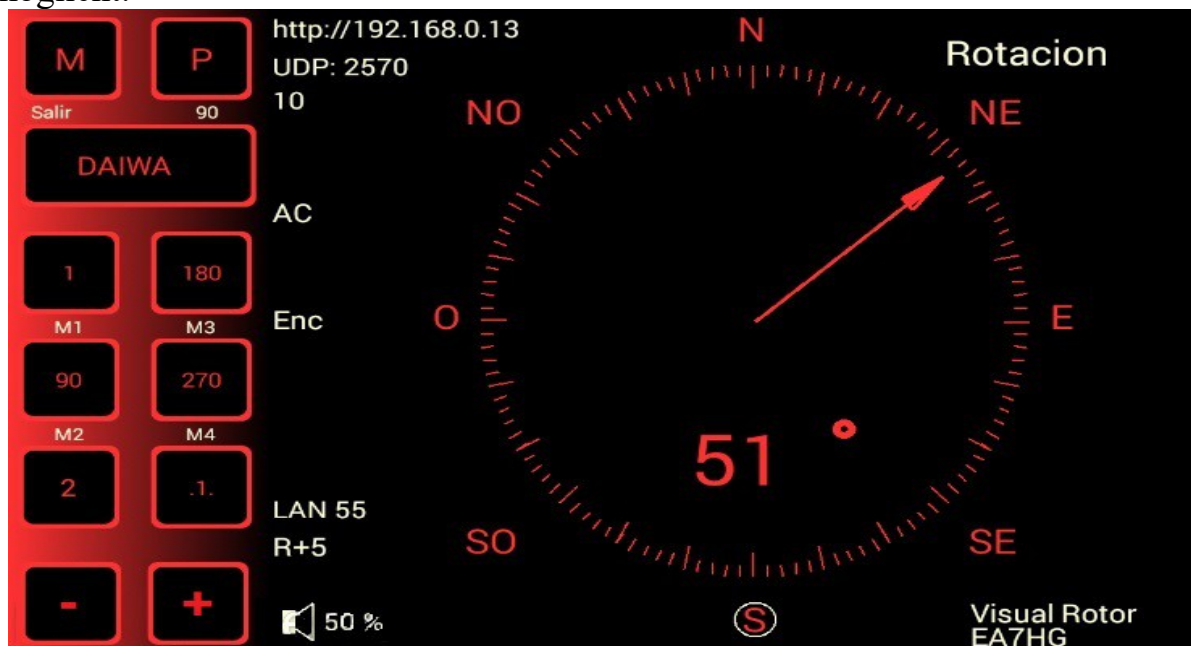 M
P
Salir
90
DAIWA
1
180
M1
M3
90
270
M2
M4
2
.1.
-
+
http://192.168.0.13
UDP: 2570
10
AC
Enc
LAN 55
R+5
50 %
N
Rotacion
NO
NE
O
E
51 °
SO
SE
S
Visual Rotor
EA7HG